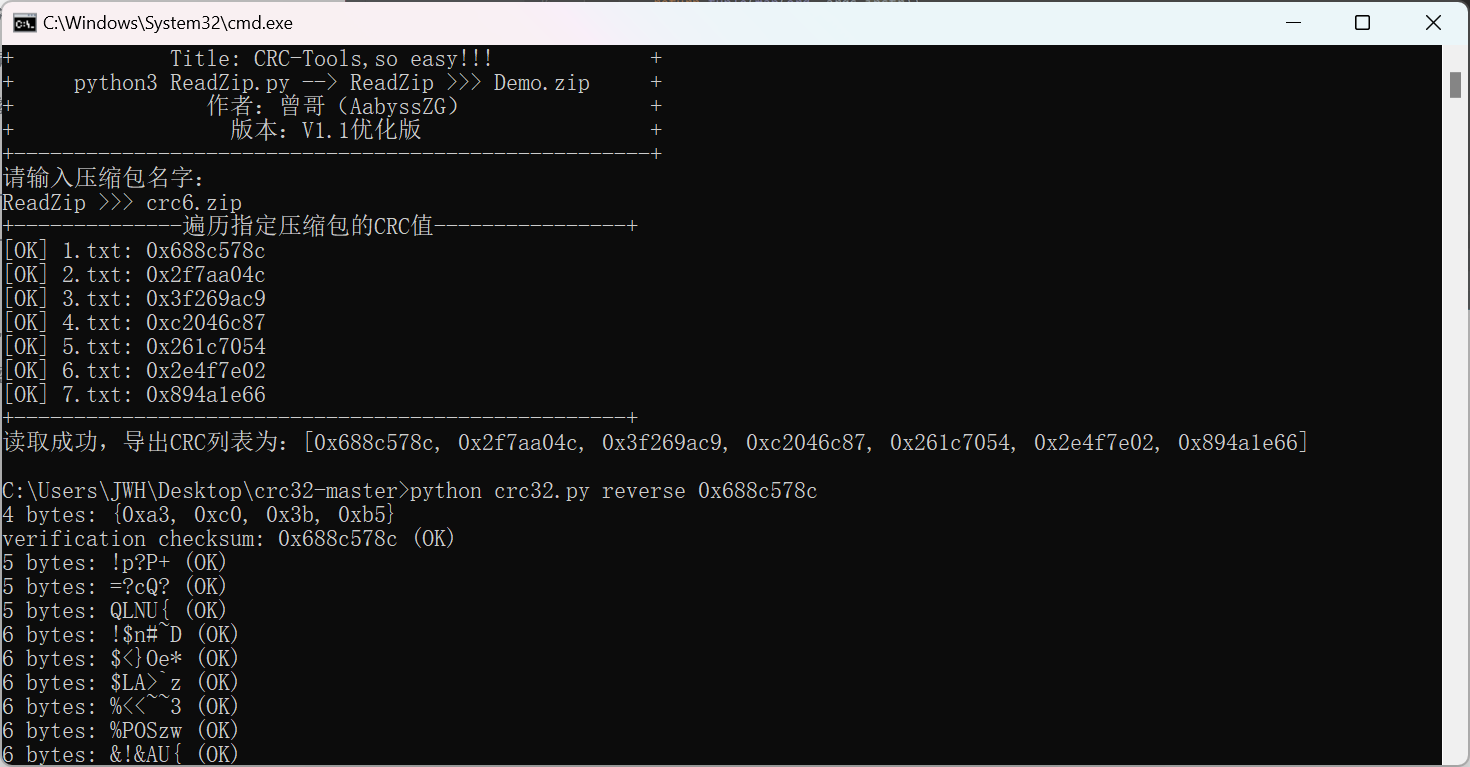 C:\Windows\System32\cmd.exe
+ Title: CRC-Tools,so easy!!! +
+ python3 ReadZip.py --> ReadZip >>> Demo.zip +
+ 作者：曾哥（AabyssZG） +
+ 版本：V1.1优化版 +
+-----------------------------------------------------+
请输入压缩包名字：
ReadZip >>> crc6.zip
+--------------遍历指定压缩包的CRC值----------------+
[OK] 1.txt: 0x688c578c
[OK] 2.txt: 0x2f7aa04c
[OK] 3.txt: 0x3f269ac9
[OK] 4.txt: 0xc2046c87
[OK] 5.txt: 0x261c7054
[OK] 6.txt: 0x2e4f7e02
[OK] 7.txt: 0x894a1e66
+---------------------------------------------------+
读取成功，导出CRC列表为：[0x688c578c, 0x2f7aa04c, 0x3f269ac9, 0xc2046c87, 0x261c7054, 0x2e4f7e02, 0x894a1e66]
C:\Users\JWH\Desktop\crc32-master>python crc32.py reverse 0x688c578c
4 bytes: {0xa3, 0xc0, 0x3b, 0xb5}
verification checksum: 0x688c578c (OK)
5 bytes: !p?P+ (OK)
5 bytes: =?cQ? (OK)
5 bytes: QLNU{ (OK)
6 bytes: !$n#~D (OK)
6 bytes: $<}Oe* (OK)
6 bytes: $LA>`z (OK)
6 bytes: %<<~~3 (OK)
6 bytes: %POSzw (OK)
6 bytes: &!&AU{ (OK)